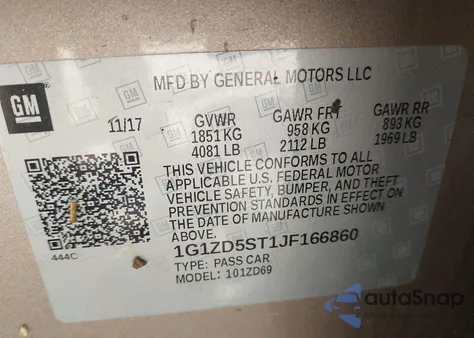 GM
MFD BY GENERAL MOTORS LLC
11/17 GVWR GAWR FRT GAWR RR
1851 KG 958 KG 893 KG
4081 LB 2112 LB 1969 LB
THIS VEHICLE CONFORMS TO ALL
APPLICABLE U.S. FEDERAL MOTOR
VEHICLE SAFETY, BUMPER, AND THEFT
PREVENTION STANDARDS IN EFFECT ON
THE DATE OF MANUFACTURE SHOWN
ABOVE.
444C
1G1ZD5ST1JF166860
TYPE: PASS CAR
MODEL: 101ZD69
autoSnap